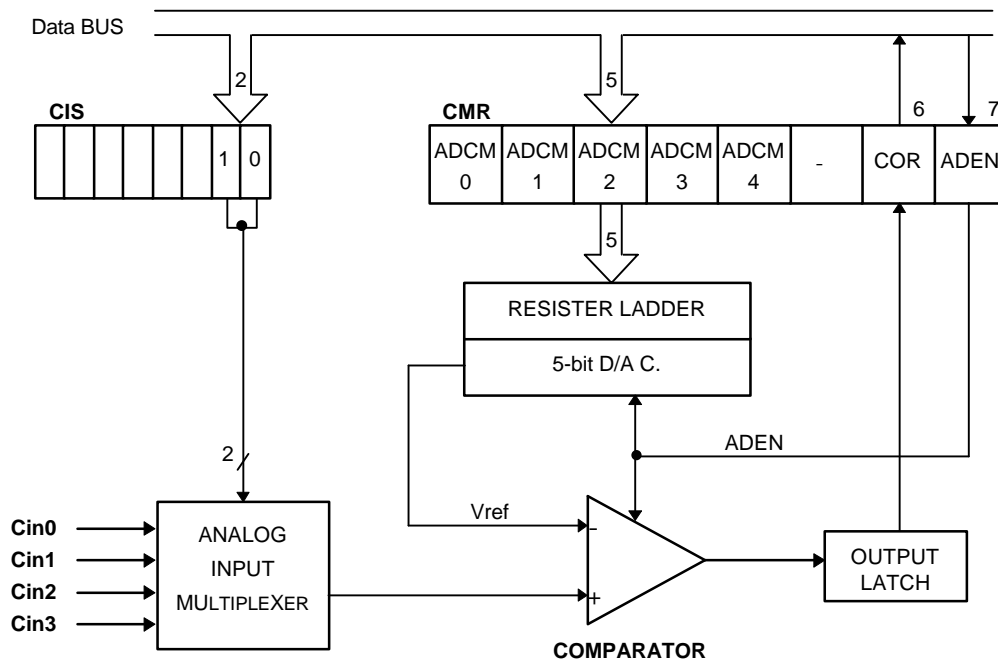 Data BUS
2
5
6
7
CIS
1 0
CMR
ADCM 0
ADCM 1
ADCM 2
ADCM 3
ADCM 4
-
COR
ADEN
5
RESISTER LADDER
5-bit D/A C.
ADEN
2
Vref
Cin0
Cin1
Cin2
Cin3
ANALOG
INPUT
MULTIPLEXER
-
+
COMPARATOR
OUTPUT
LATCH